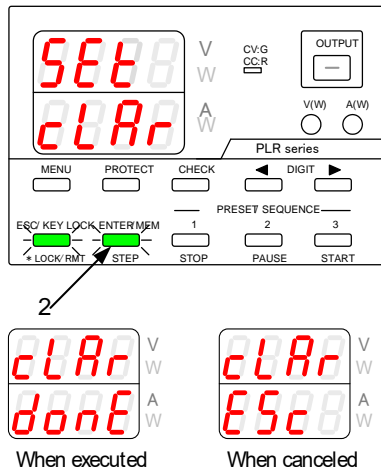 SEt
V
W
CV:G
CC:R
OUTPUT
cLAr
A
W
V(W) A(W)
PLR series
MENU PROTECT CHECK ◄ DIGIT ►
PRESET/ SEQUENCE
ESC/ KEY LOCK ENTER/MEM 1 2 3
* LOCK/RMT STEP STOP PAUSE START
2
cLAr V W
donE A W
When executed
cLAr V W
ESc A W
When canceled